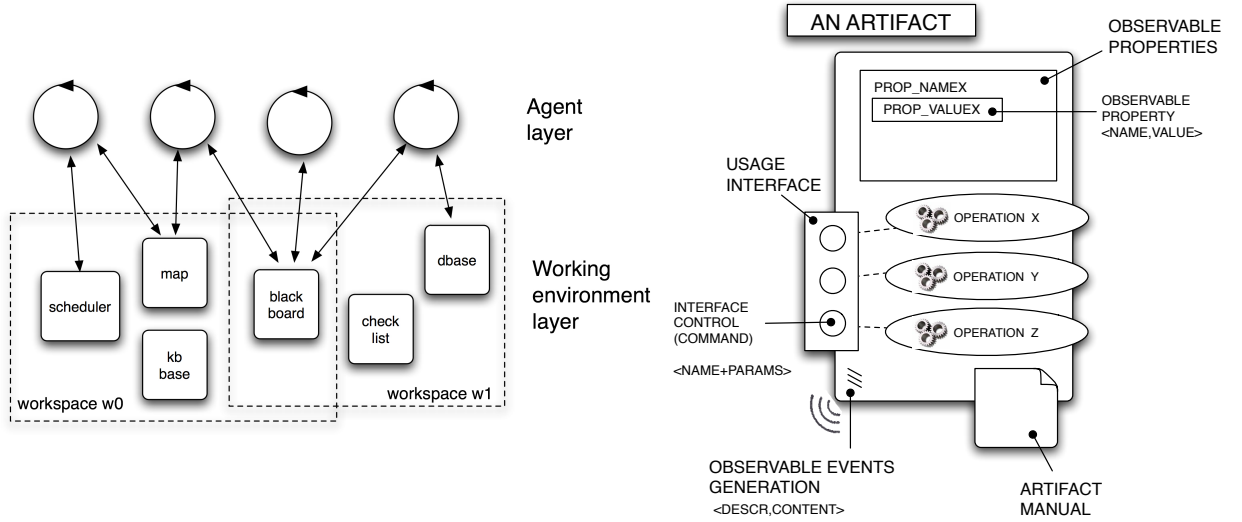 Agent
layer
scheduler
map
kb
base
black
board
check
list
dbase
Working
environment
layer
workspace w0
workspace w1
AN ARTIFACT
OBSERVABLE
PROPERTIES
PROP_NAMEX
PROP_VALUEX
OBSERVABLE
PROPERTY
<NAME,VALUE>
USAGE
INTERFACE
OPERATION X
OPERATION Y
OPERATION Z
INTERFACE
CONTROL
(COMMAND)
<NAME+PARAMS>
OBSERVABLE EVENTS
GENERATION
<DESCR,CONTENT>
ARTIFACT
MANUAL